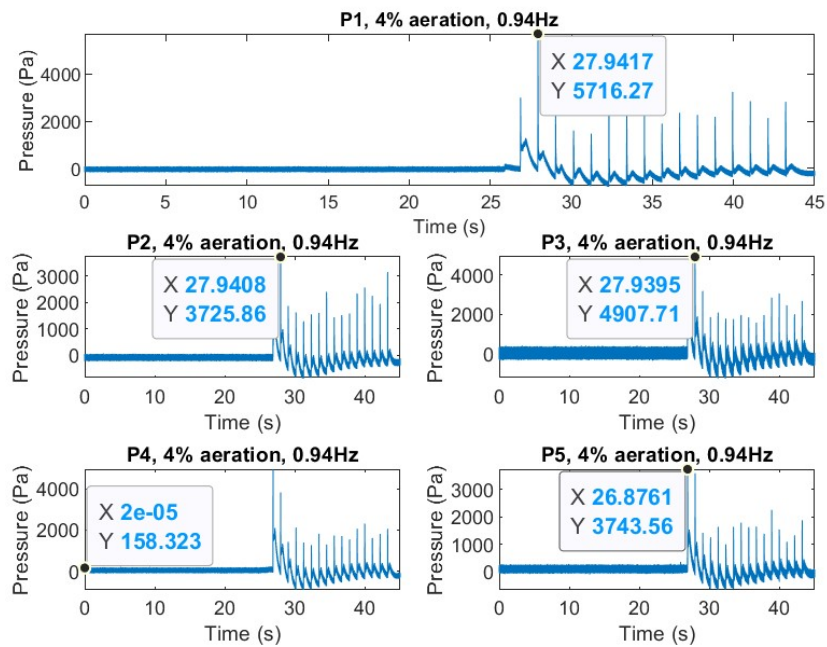 P1, 4% aeration, 0.94Hz
Pressure (Pa)
4000
2000
0
X 27.9417
Y 5716.27
0 5 10 15 20 25 30 35 40 45
Time (s)
P2, 4% aeration, 0.94Hz
Pressure (Pa)
3000
2000
1000
0
X 27.9408
Y 3725.86
0 10 20 30 40
Time (s)
P3, 4% aeration, 0.94Hz
Pressure (Pa)
4000
2000
0
X 27.9395
Y 4907.71
0 10 20 30 40
Time (s)
P4, 4% aeration, 0.94Hz
Pressure (Pa)
4000
2000
0
X 2e-05
Y 158.323
0 10 20 30 40
Time (s)
P5, 4% aeration, 0.94Hz
Pressure (Pa)
3000
2000
1000
0
X 26.8761
Y 3743.56
0 10 20 30 40
Time (s)